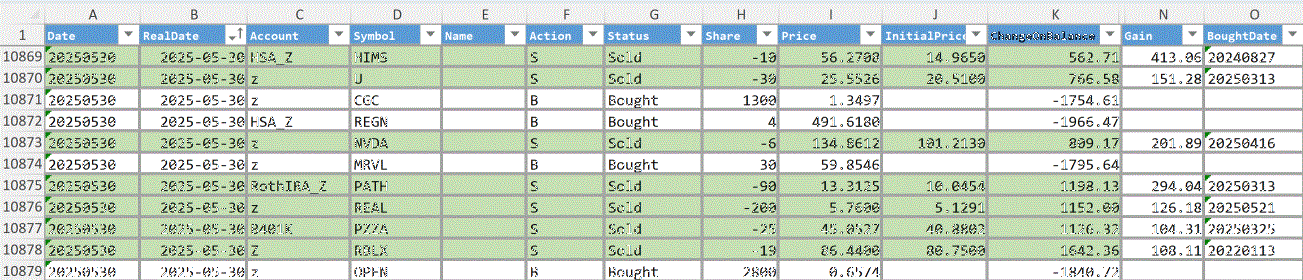 A B C D E F G H I J K N O
1 Date RealDate Account Symbol Name Action Status Share Price InitialPrice ChangeOnBalance Gain BoughtDate
10869 20250530 2025-05-30 HSA_Z HIMS S Sold -10 56.2708 14.9650 562.71 413.06 20240827
10870 20250530 2025-05-30 z S Sold -30 25.5526 20.5100 766.58 151.28 20250313
10871 20250530 2025-05-30 z CGC B Bought 1300 1.3497 -1754.61
10872 20250530 2025-05-30 HSA_Z REGN B Bought 4 491.6180 -1966.47
10873 20250530 2025-05-30 z NVDA S Sold -6 134.8612 101.2130 809.17 201.89 20250416
10874 20250530 2025-05-30 z MRVL B Bought 30 59.8546 -1795.64
10875 20250530 2025-05-30 RothIRA_Z PATH S Sold -90 13.3125 10.0454 1198.13 294.04 20250313
10876 20250530 2025-05-30 z REAL S Sold -200 5.7600 5.1291 1152.00 126.18 20250521
10877 20250530 2025-05-30 PZZA S Sold -25 45.0527 40.8802 1126.32 104.31 20250325
10878 20250530 2025-05-30 Z RBLX S Sold -19 86.4400 80.7500 1642.36 108.11 20220113
10879 20250530 2025-05-30 z OPEN B Bought 2800 0.6574 -1840.72